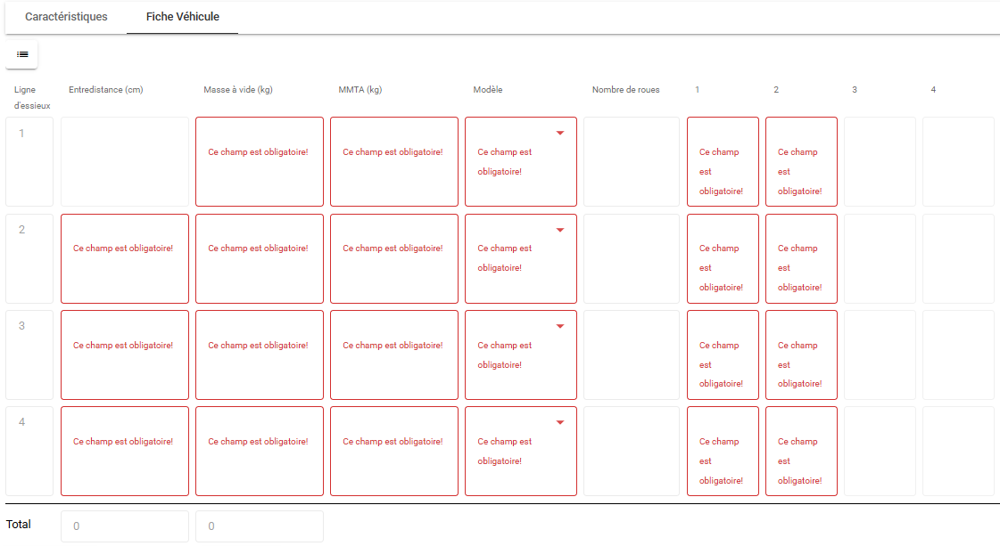 Caractéristiques Fiche Véhicule
Ligne d'essieux Entredistance (cm) Masse à vide (kg) MMTA (kg) Modèle Nombre de roues 1 2 3 4
1 Ce champ est obligatoire! Ce champ est obligatoire! Ce champ est obligatoire! Ce champ est obligatoire! Ce champ est obligatoire!
2 Ce champ est obligatoire! Ce champ est obligatoire! Ce champ est obligatoire! Ce champ est obligatoire! Ce champ est obligatoire! Ce champ est obligatoire!
3 Ce champ est obligatoire! Ce champ est obligatoire! Ce champ est obligatoire! Ce champ est obligatoire! Ce champ est obligatoire! Ce champ est obligatoire!
4 Ce champ est obligatoire! Ce champ est obligatoire! Ce champ est obligatoire! Ce champ est obligatoire! Ce champ est obligatoire! Ce champ est obligatoire!
Total 0 0